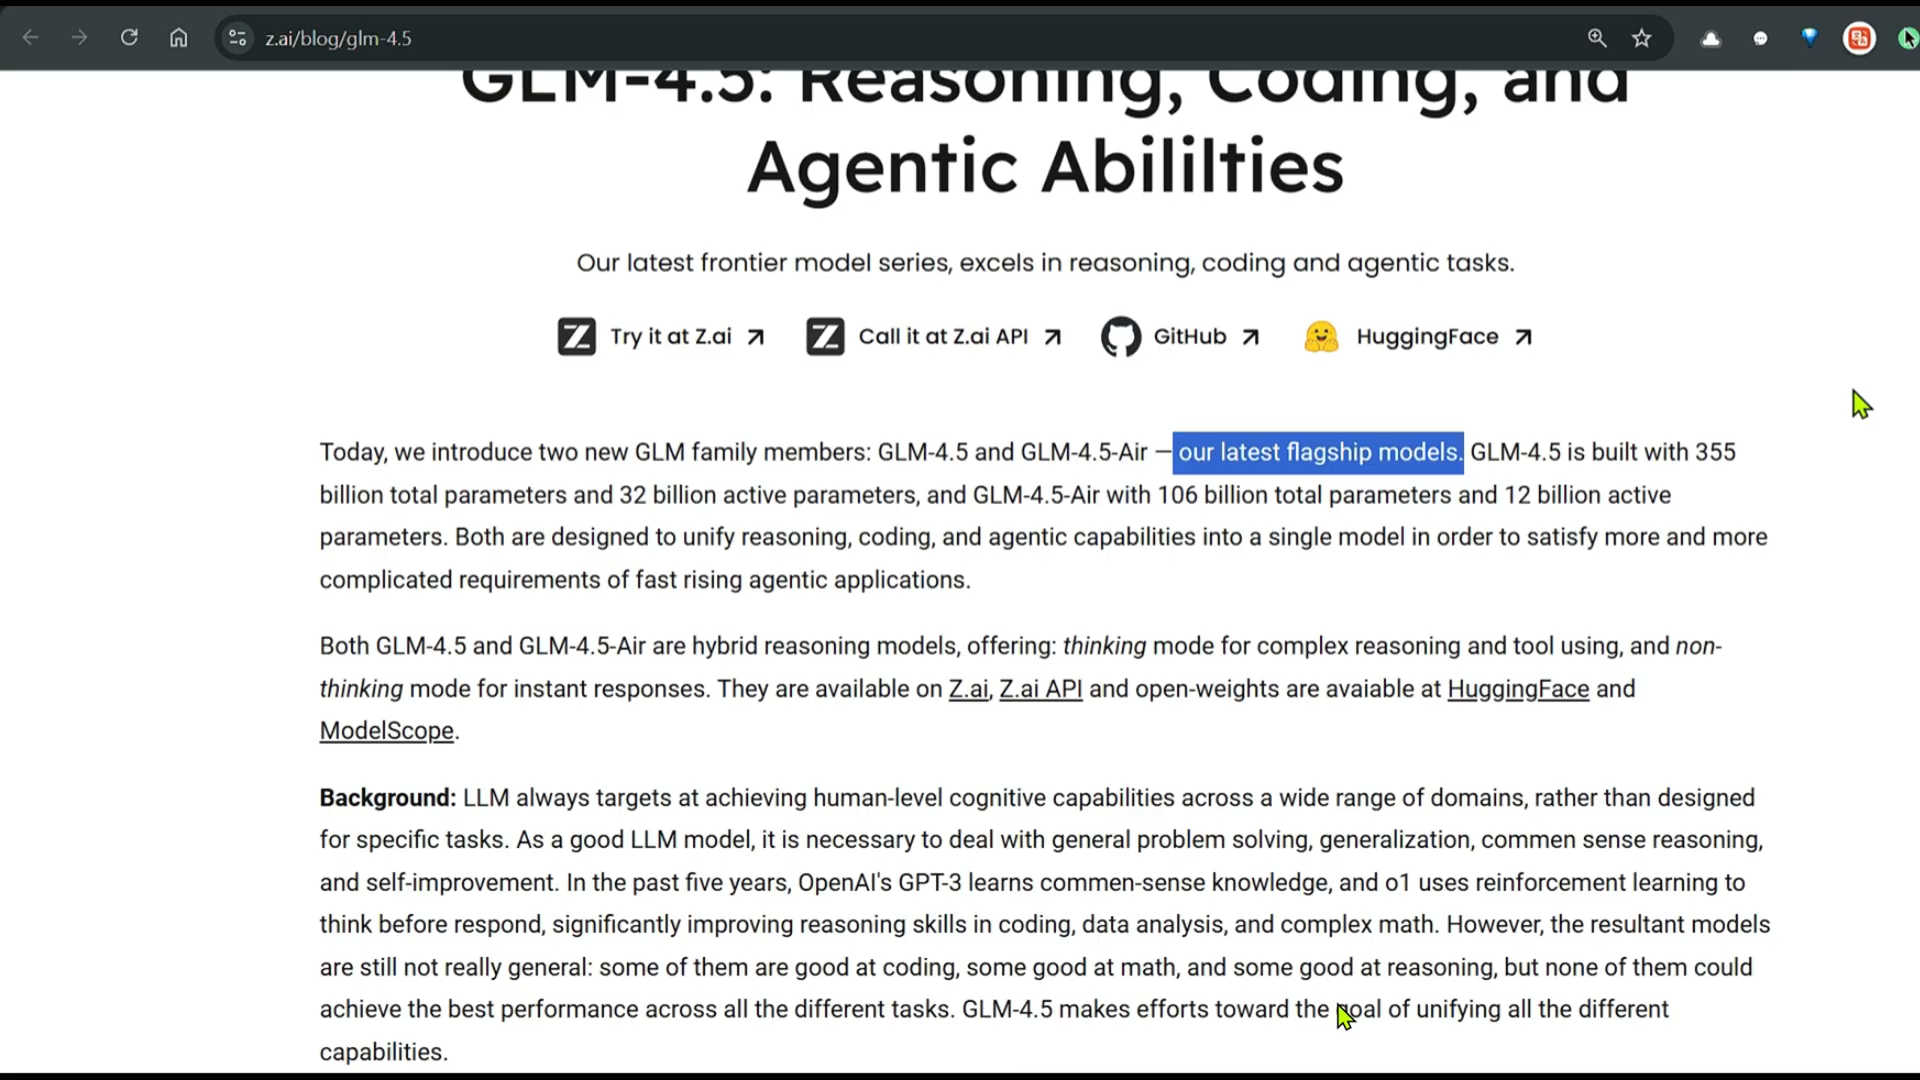 z.ai/blog/glm-4.5
GLM-4.5: Reasoning, Coding, and
Agentic Abililties
Our latest frontier model series, excels in reasoning, coding and agentic tasks.
Try it at Z.ai Call it at Z.ai API GitHub HuggingFace
Today, we introduce two new GLM family members: GLM-4.5 and GLM-4.5-Air — our latest flagship models. GLM-4.5 is built with 355
billion total parameters and 32 billion active parameters, and GLM-4.5-Air with 106 billion total parameters and 12 billion active
parameters. Both are designed to unify reasoning, coding, and agentic capabilities into a single model in order to satisfy more and more
complicated requirements of fast rising agentic applications.
Both GLM-4.5 and GLM-4.5-Air are hybrid reasoning models, offering: thinking mode for complex reasoning and tool using, and non-
thinking mode for instant responses. They are available on Z.ai, Z.ai API and open-weights are avaiable at HuggingFace and
ModelScope.
Background: LLM always targets at achieving human-level cognitive capabilities across a wide range of domains, rather than designed
for specific tasks. As a good LLM model, it is necessary to deal with general problem solving, generalization, commen sense reasoning,
and self-improvement. In the past five years, OpenAI's GPT-3 learns commen-sense knowledge, and o1 uses reinforcement learning to
think before respond, significantly improving reasoning skills in coding, data analysis, and complex math. However, the resultant models
are still not really general: some of them are good at coding, some good at math, and some good at reasoning, but none of them could
achieve the best performance across all the different tasks. GLM-4.5 makes efforts toward the goal of unifying all the different
capabilities.